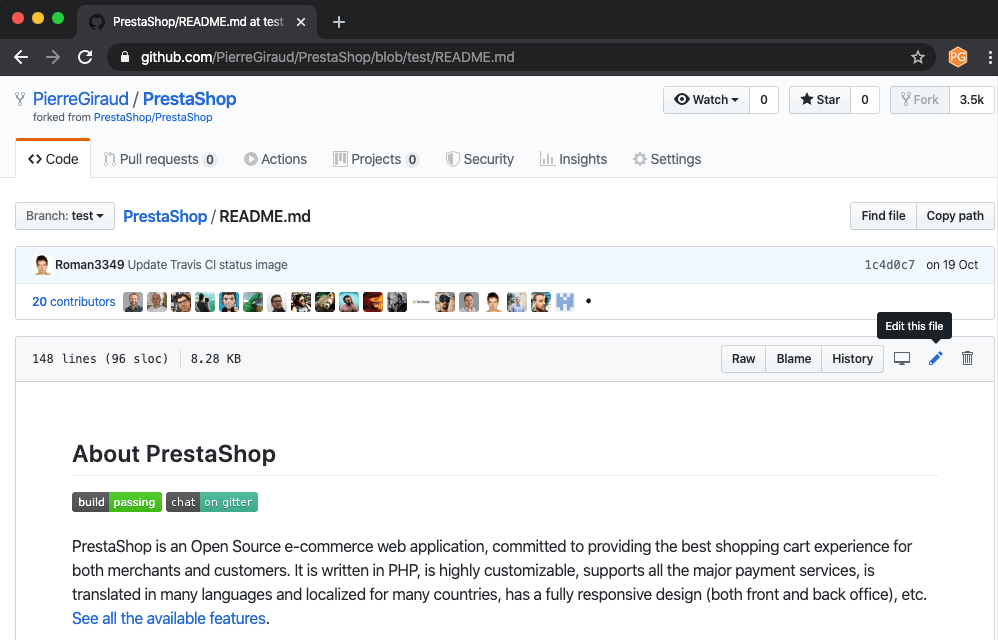 PrestaShop/README.md at test
github.com/PierreGiraud/PrestaShop/blob/test/README.md
PG
PierreGiraud / PrestaShop
Watch 0
Star 0
Fork 3.5k
forked from PrestaShop/PrestaShop
Code
Pull requests 0
Actions
Projects 0
Security
Insights
Settings
Branch: test
PrestaShop / README.md
Find file
Copy path
Roman3349 Update Travis CI status image
1c4d0c7 on 19 Oct
20 contributors
Edit this file
148 lines (96 sloc) 8.28 KB
Raw
Blame
History
About PrestaShop
build passing
chat on gitter
PrestaShop is an Open Source e-commerce web application, committed to providing the best shopping cart experience for
both merchants and customers. It is written in PHP, is highly customizable, supports all the major payment services, is
translated in many languages and localized for many countries, has a fully responsive design (both front and back office), etc.
See all the available features.